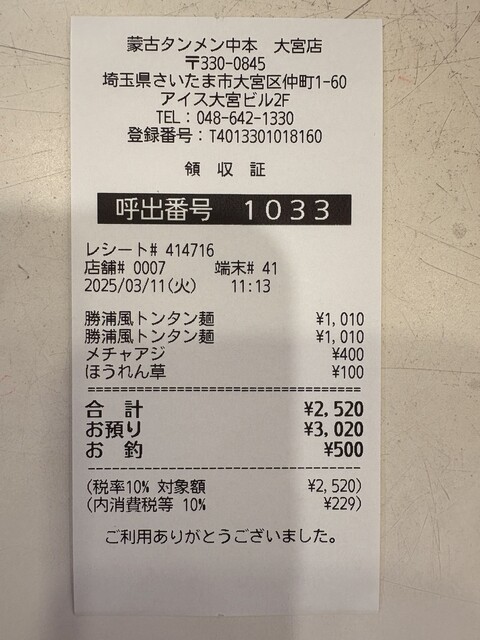 蒙古タンメン中本 大宮店
〒330-0845
埼玉県さいたま市大宮区仲町1-60
アイス大宮ビル2F
TEL：048-642-1330
登録番号：T4013301018160
領 収 証
呼出番号 1033
レシート# 414716
店舗# 0007 端末# 41
2025/03/11(火) 11:13
勝浦風トンタン麺 ¥1,010
勝浦風トンタン麺 ¥1,010
メチャアジ ¥400
ほうれん草 ¥100
合 計 ¥2,520
お預り ¥3,020
お 釣 ¥500
(税率10% 対象額 ¥2,520)
(内消費税等 10% ¥229)
ご利用ありがとうございました。